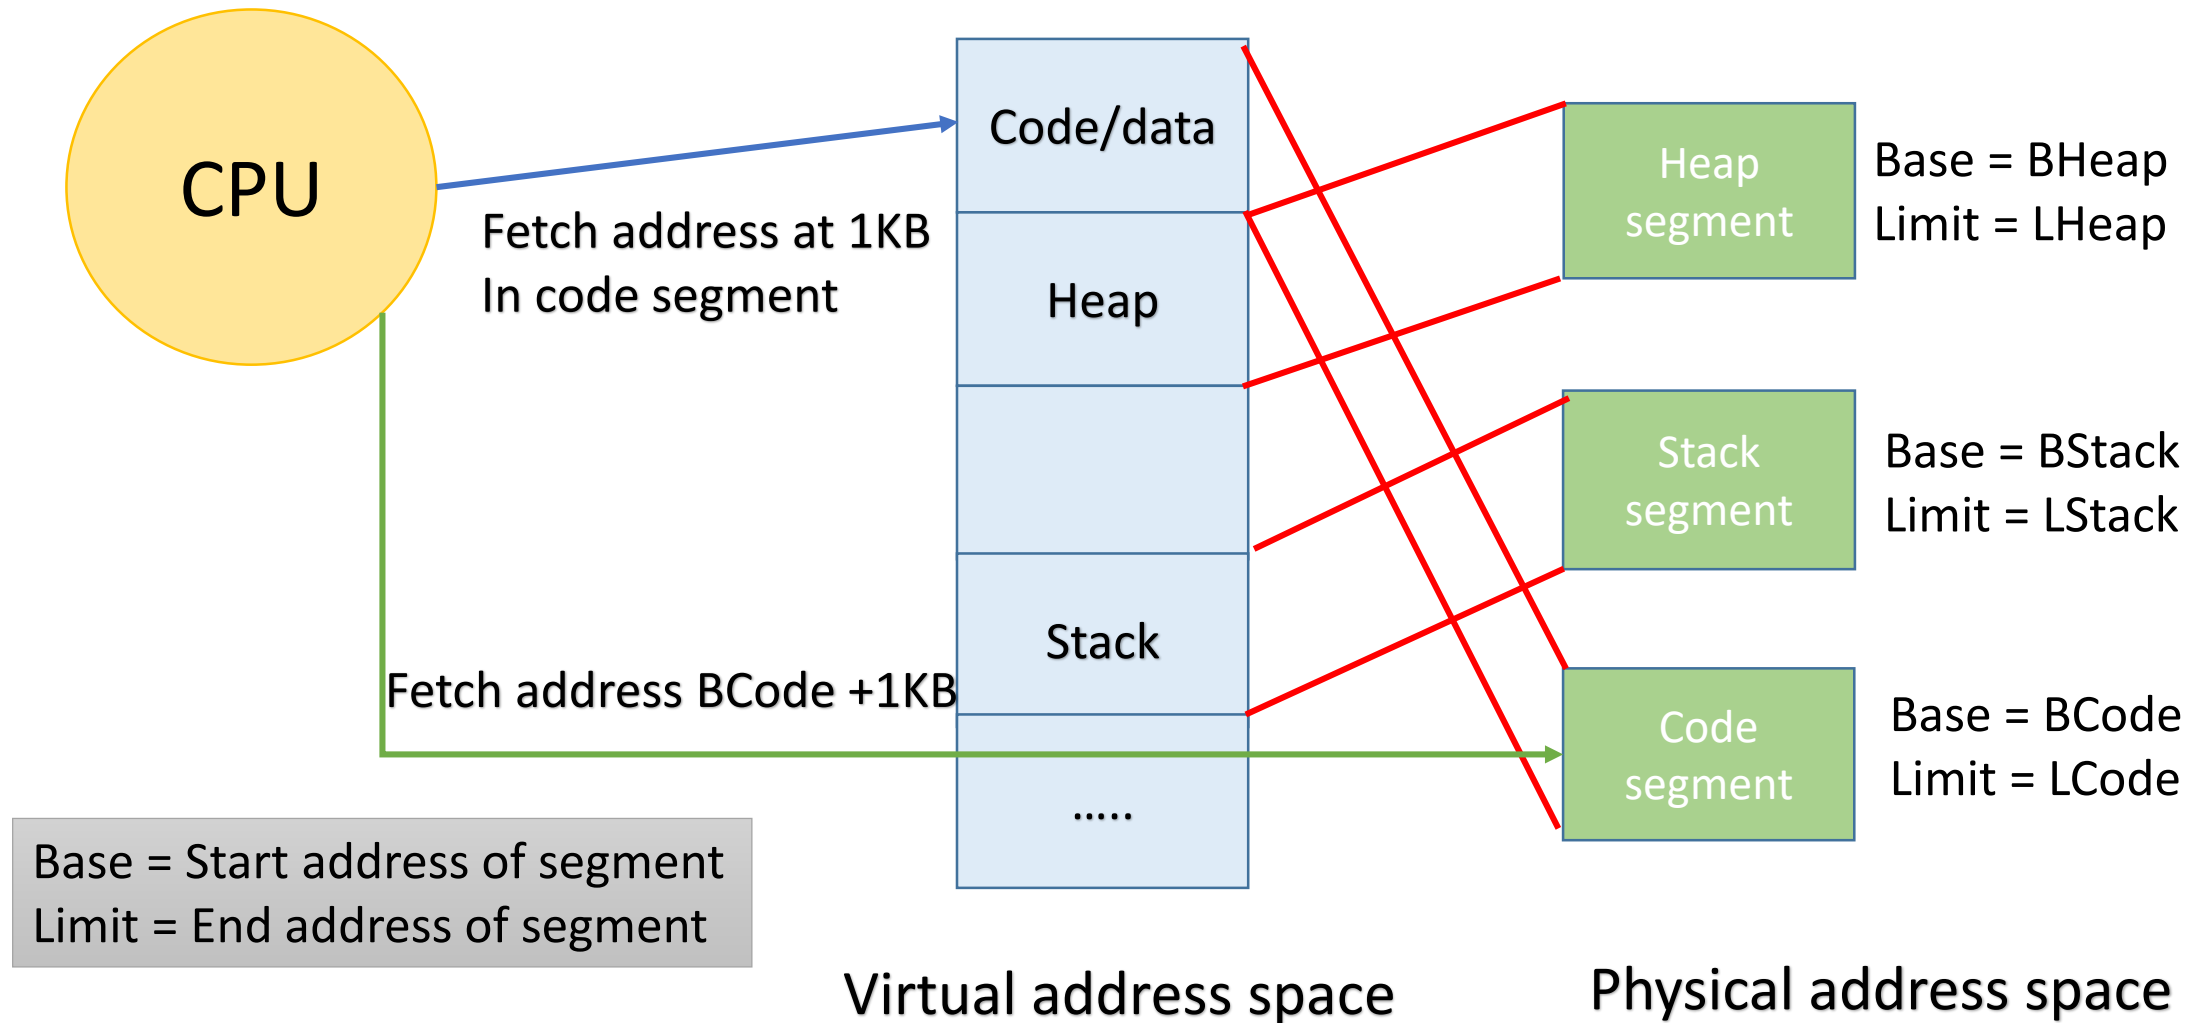 CPU
Fetch address at 1KB
In code segment
Fetch address BCode +1KB
Base = Start address of segment
Limit = End address of segment
Code/data
Heap
Stack
.....
Virtual address space
Heap
segment
Base = BHeap
Limit = LHeap
Stack
segment
Base = BStack
Limit = LStack
Code
segment
Base = BCode
Limit = LCode
Physical address space